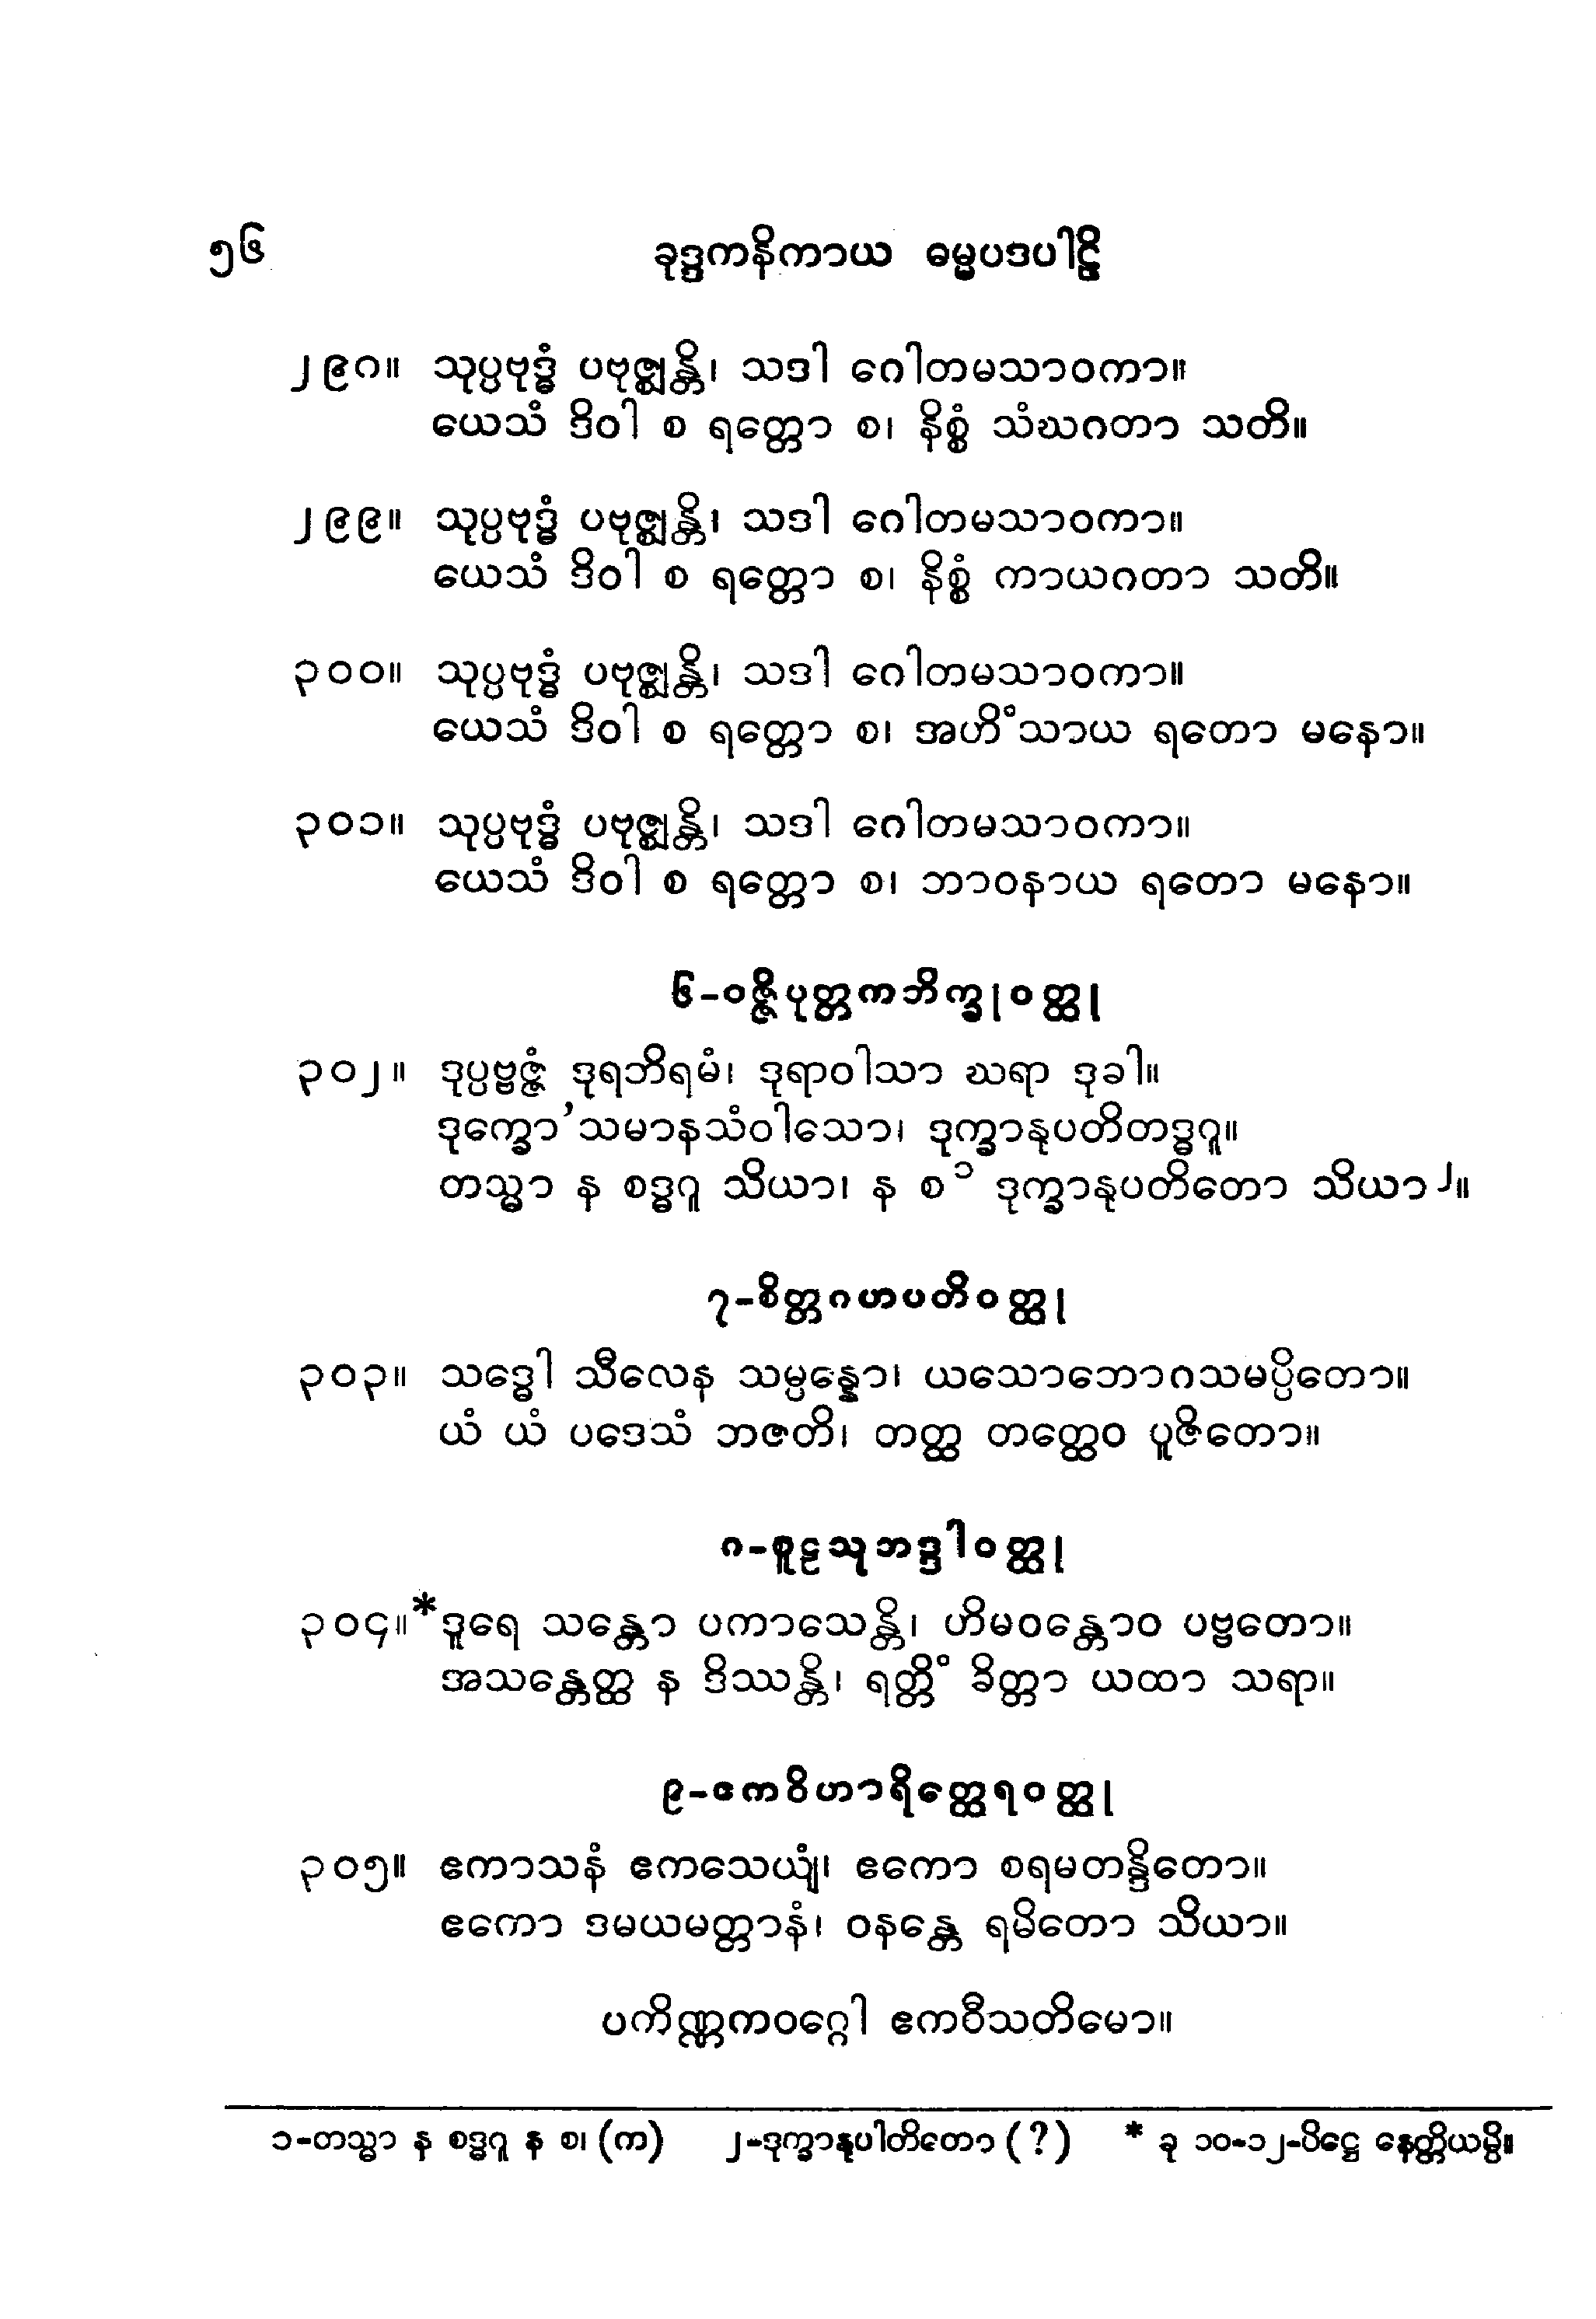 ၅၆ ခုဒ္ဒကနိကာယ ဓမ္မပဒပါဠိ
၂၉၈။ သုပ္ပဗုဒ္ဓံ ပဗုဇ္ဈန္တိ၊ သဒါ ဂေါတမသာဝကာ။
ယေသံ ဒိဝါ စ ရတ္တော စ၊ နိစ္စံ သံဃဂတာ သတိ။
၂၉၉။ သုပ္ပဗုဒ္ဓံ ပဗုဇ္ဈန္တိ၊ သဒါ ဂေါတမသာဝကာ။
ယေသံ ဒိဝါ စ ရတ္တော စ၊ နိစ္စံ ကာယဂတာ သတိ။
၃၀၀။ သုပ္ပဗုဒ္ဓံ ပဗုဇ္ဈန္တိ၊ သဒါ ဂေါတမသာဝကာ။
ယေသံ ဒိဝါ စ ရတ္တော စ၊ အဟိံသာယ ရတော မနော။
၃၀၁။ သုပ္ပဗုဒ္ဓံ ပဗုဇ္ဈန္တိ၊ သဒါ ဂေါတမသာဝကာ။
ယေသံ ဒိဝါ စ ရတ္တော စ၊ ဘာဝနာယ ရတော မနော။
၆-ဝဇ္ဇိပုတ္တကဘိက္ခုဝတ္ထု
၃၀၂။ ဒုပ္ပဗ္ဗဇ္ဇံ ဒုရဘိရမံ၊ ဒုရာဝါသာ ဃရာ ဒုခါ။
ဒုက္ခော’သမာနသံဝါသော၊ ဒုက္ခာနုပတိတဒ္ဓဂူ။
တသ္မာ န စဒ္ဓဂူ သိယာ၊ န စ၁ ဒုက္ခာနုပတိတော သိယာ၂။
၇-စိတ္တဂဟပတိဝတ္ထု
၃၀၃။ သဒ္ဓေါ သီလေန သမ္ပန္နော၊ ယသောဘောဂသမပ္ပိတော။
ယံ ယံ ပဒေသံ ဘဇတိ၊ တတ္ထ တတ္ထေဝ ပူဇိတော။
၈-စူဠသုဘဒ္ဒါဝတ္ထု
၃၀၄။*ဒူရေ သန္တော ပကာသေန္တိ၊ ဟိမဝန္တောဝ ပဗ္ဗတော။
အသန္တေတ္ထ န ဒိဿန္တိ၊ ရတ္တိံ ခိတ္တာ ယထာ သရာ။
၉-ဧကဝိဟာရိတ္ထေရဝတ္ထု
၃၀၅။ ဧကာသနံ ဧကသေယျံ၊ ဧကော စရမတန္ဒိတော။
ဧကော ဒမယမတ္တာနံ၊ ဝနန္တေ ရမိတော သိယာ။
ပကိဏ္ဏကဝဂ္ဂေါ ဧကဝီသတိမော။
၁-တသ္မာ န စဒ္ဓဂူ န စ၊ (က) ၂-ဒုက္ခာနုပါတိတော (?) * ခု ၁၀-၁၂-ပိဋ္ဌေ နေတ္တိယမ္ပိ။